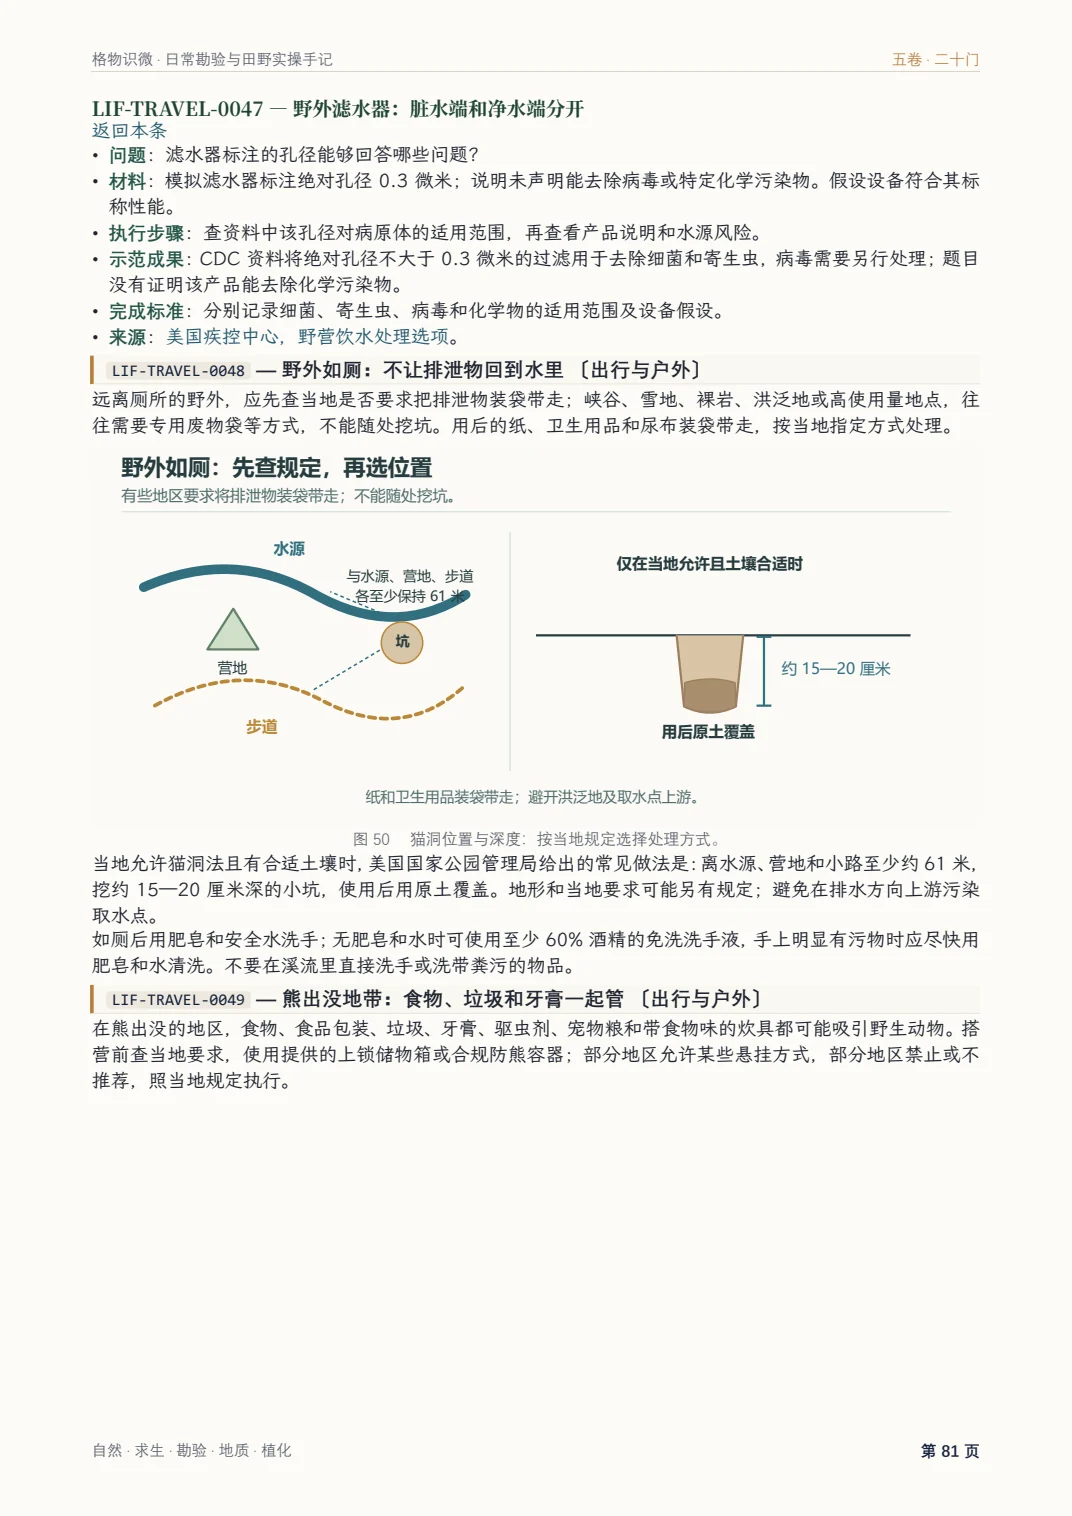 格物识微 · 日常勘验与田野实操手记
五卷 · 二十门
LIF-TRAVEL-0047 — 野外滤水器：脏水端和净水端分开
返回本条
• 问题：滤水器标注的孔径能够回答哪些问题？
• 材料：模拟滤水器标注绝对孔径 0.3 微米；说明未声明能去除病毒或特定化学污染物。假设设备符合其标
称性能。
• 执行步骤：查资料中该孔径对病原体的适用范围，再查看产品说明和水源风险。
• 示范成果：CDC 资料将绝对孔径不大于 0.3 微米的过滤用于去除细菌和寄生虫，病毒需要另行处理；题目
没有证明该产品能去除化学污染物。
• 完成标准：分别记录细菌、寄生虫、病毒和化学物的适用范围及设备假设。
• 来源：美国疾控中心，野营饮水处理选项。
LIF-TRAVEL-0048 — 野外如厕：不让排泄物回到水里 〔出行与户外〕
远离厕所的野外，应先查当地是否要求把排泄物装袋带走；峡谷、雪地、裸岩、洪泛地或高使用量地点，往
往需要专用废物袋等方式，不能随处挖坑。用后的纸、卫生用品和尿布装袋带走，按当地指定方式处理。
野外如厕：先查规定，再选位置
有些地区要求将排泄物装袋带走；不能随处挖坑。
水源
与水源、营地、步道
各至少保持 61 米
坑
营地
步道
仅在当地允许且土壤合适时
约 15—20 厘米
用后原土覆盖
纸和卫生用品装袋带走；避开洪泛地及取水点上游。
图 50 猫洞位置与深度：按当地规定选择处理方式。
当地允许猫洞法且有合适土壤时，美国国家公园管理局给出的常见做法是：离水源、营地和小路至少约 61 米，
挖约 15—20 厘米深的小坑，使用后用原土覆盖。地形和当地要求可能另有规定；避免在排水方向上游污染
取水点。
如厕后用肥皂和安全水洗手；无肥皂和水时可使用至少 60% 酒精的免洗洗手液，手上明显有污物时应尽快用
肥皂和水清洗。不要在溪流里直接洗手或洗带粪污的物品。
LIF-TRAVEL-0049 — 熊出没地带：食物、垃圾和牙膏一起管 〔出行与户外〕
在熊出没的地区，食物、食品包装、垃圾、牙膏、驱虫剂、宠物粮和带食物味的炊具都可能吸引野生动物。搭
营前查当地要求，使用提供的上锁储物箱或合规防熊容器；部分地区允许某些悬挂方式，部分地区禁止或不
推荐，照当地规定执行。
自然 · 求生 · 勘验 · 地质 · 植化
第 81 页